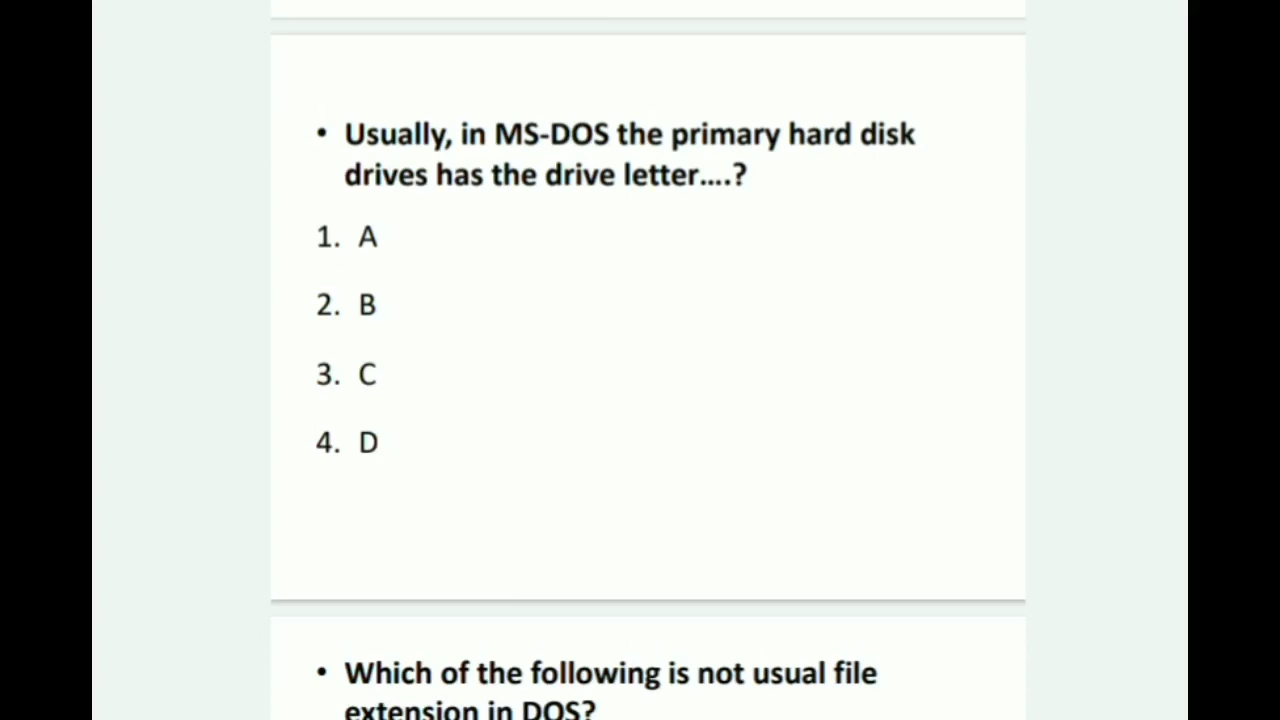 • Usually, in MS-DOS the primary hard disk
drives has the drive letter....?
1. A
2. B
3. C
4. D
• Which of the following is not usual file
extension in DOS?